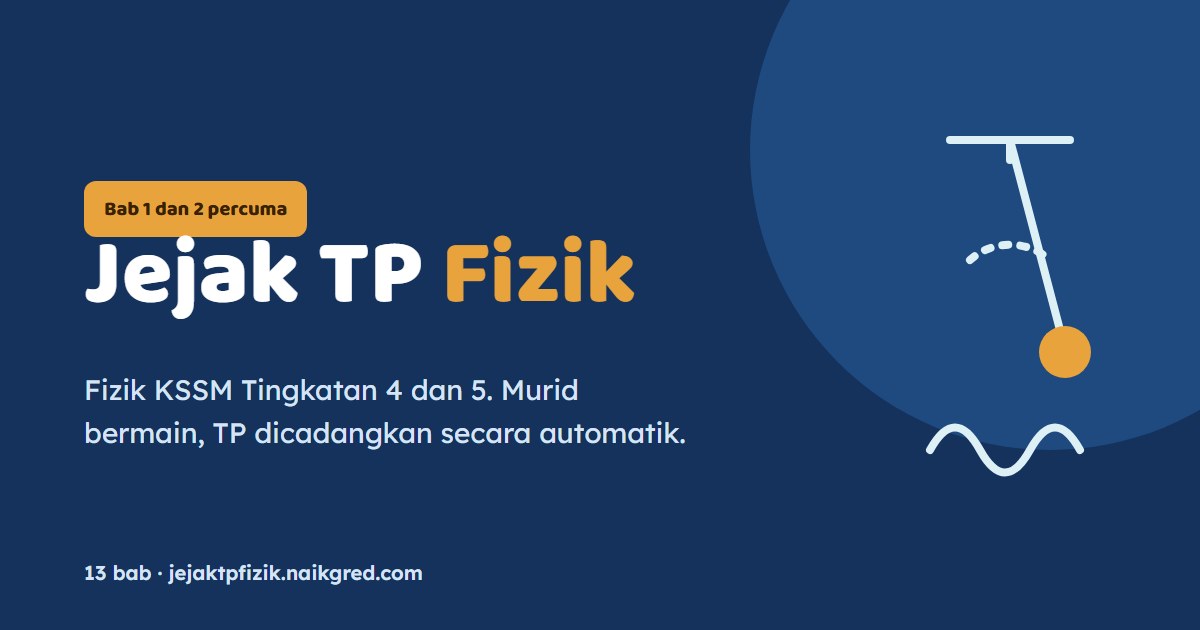 Bab 1 dan 2 percuma
Jejak TP Fizik
Fizik KSSM Tingkatan 4 dan 5. Murid
bermain, TP dicadangkan secara automatik.
13 bab · jejaktpfizik.naikgred.com